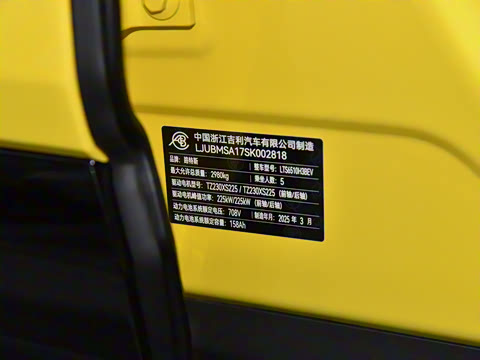 中国浙江吉利汽车有限公司制造
LJUBMSA17SK002818
品牌：路特斯 整车型号：LTS6510H3BEV
最大允许总质量：2980kg 乘坐人数：5
驱动电机型号：TZ230XS225 / TZ230XS225（前轴/后轴）
驱动电机峰值功率：225kW/225kW（前轴/后轴）
动力电池系统额定电压：708V 制造年月：2025 年 3 月
动力电池系统额定容量：158Ah